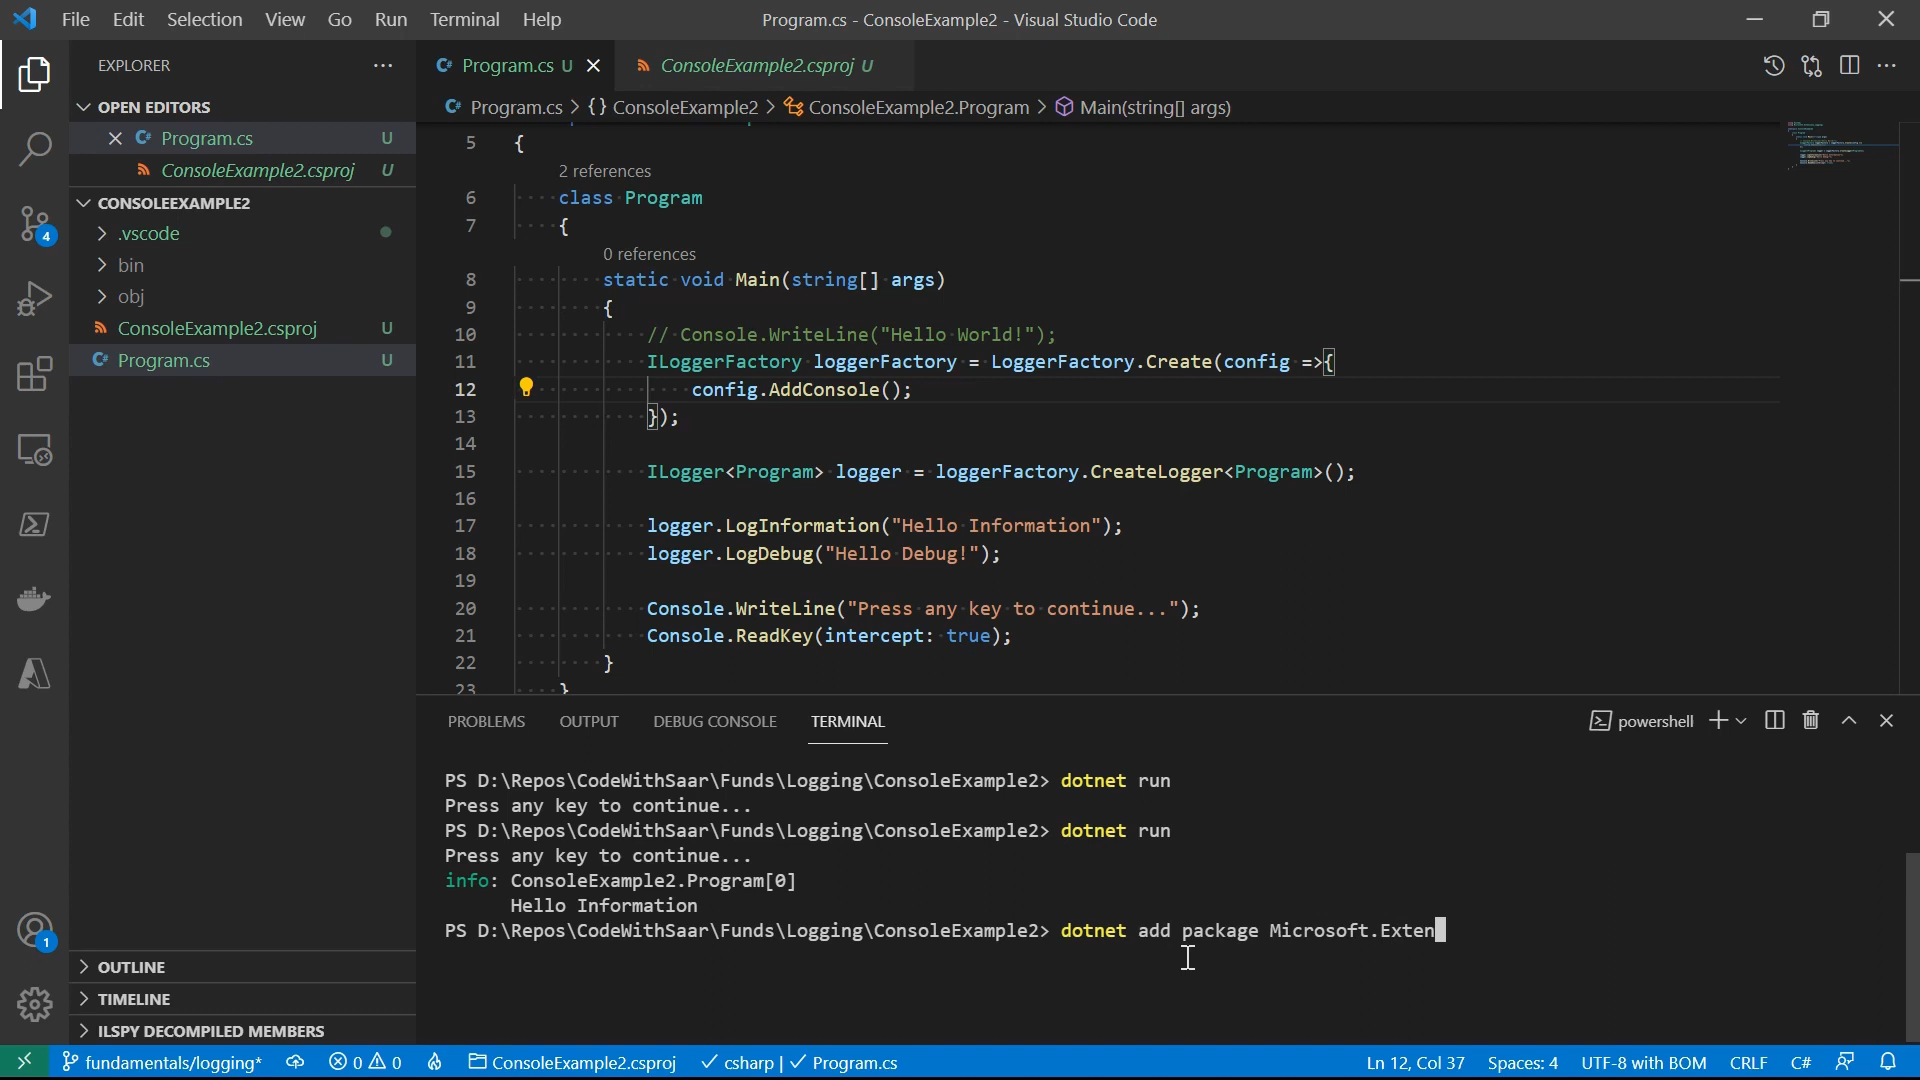 File Edit Selection View Go Run Terminal Help
Program.cs - ConsoleExample2 - Visual Studio Code
EXPLORER
OPEN EDITORS
C# Program.cs U
ConsoleExample2.csproj U
CONSOLEEXAMPLE2
.vscode
bin
obj
ConsoleExample2.csproj U
C# Program.cs U
OUTLINE
TIMELINE
ILSPY DECOMPILED MEMBERS
4
1
C# Program.cs U ConsoleExample2.csproj U
C# Program.cs > {} ConsoleExample2 > ConsoleExample2.Program > Main(string[] args)
5 {
2 references
6 class Program
7 {
0 references
8 static void Main(string[] args)
9 {
10 // Console.WriteLine("Hello World!");
11 ILoggerFactory loggerFactory = LoggerFactory.Create(config =>{
12 config.AddConsole();
13 });
14
15 ILogger<Program> logger = loggerFactory.CreateLogger<Program>();
16
17 logger.LogInformation("Hello Information");
18 logger.LogDebug("Hello Debug!");
19
20 Console.WriteLine("Press any key to continue...");
21 Console.ReadKey(intercept: true);
22 }
23 }
PROBLEMS OUTPUT DEBUG CONSOLE TERMINAL
powershell
PS D:\Repos\CodeWithSaar\Funds\Logging\ConsoleExample2> dotnet run
Press any key to continue...
PS D:\Repos\CodeWithSaar\Funds\Logging\ConsoleExample2> dotnet run
Press any key to continue...
info: ConsoleExample2.Program[0]
Hello Information
PS D:\Repos\CodeWithSaar\Funds\Logging\ConsoleExample2> dotnet add package Microsoft.Exten
fundamentals/logging* 0 0 ConsoleExample2.csproj csharp | Program.cs
Ln 12, Col 37 Spaces: 4 UTF-8 with BOM CRLF C#